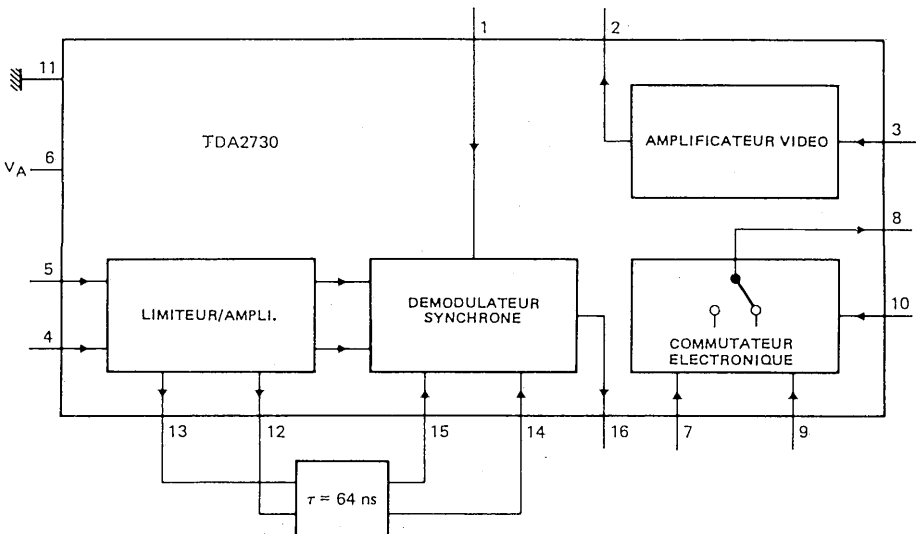 1
2
11
TDA2730
AMPLIFICATEUR VIDEO
3
6
VA
8
5
LIMITEUR/AMPLI.
DEMODULATEUR
SYNCHRONE
10
4
COMMUTATEUR
ELECTRONIQUE
13
12
15
14
16
7
9
τ = 64 ns